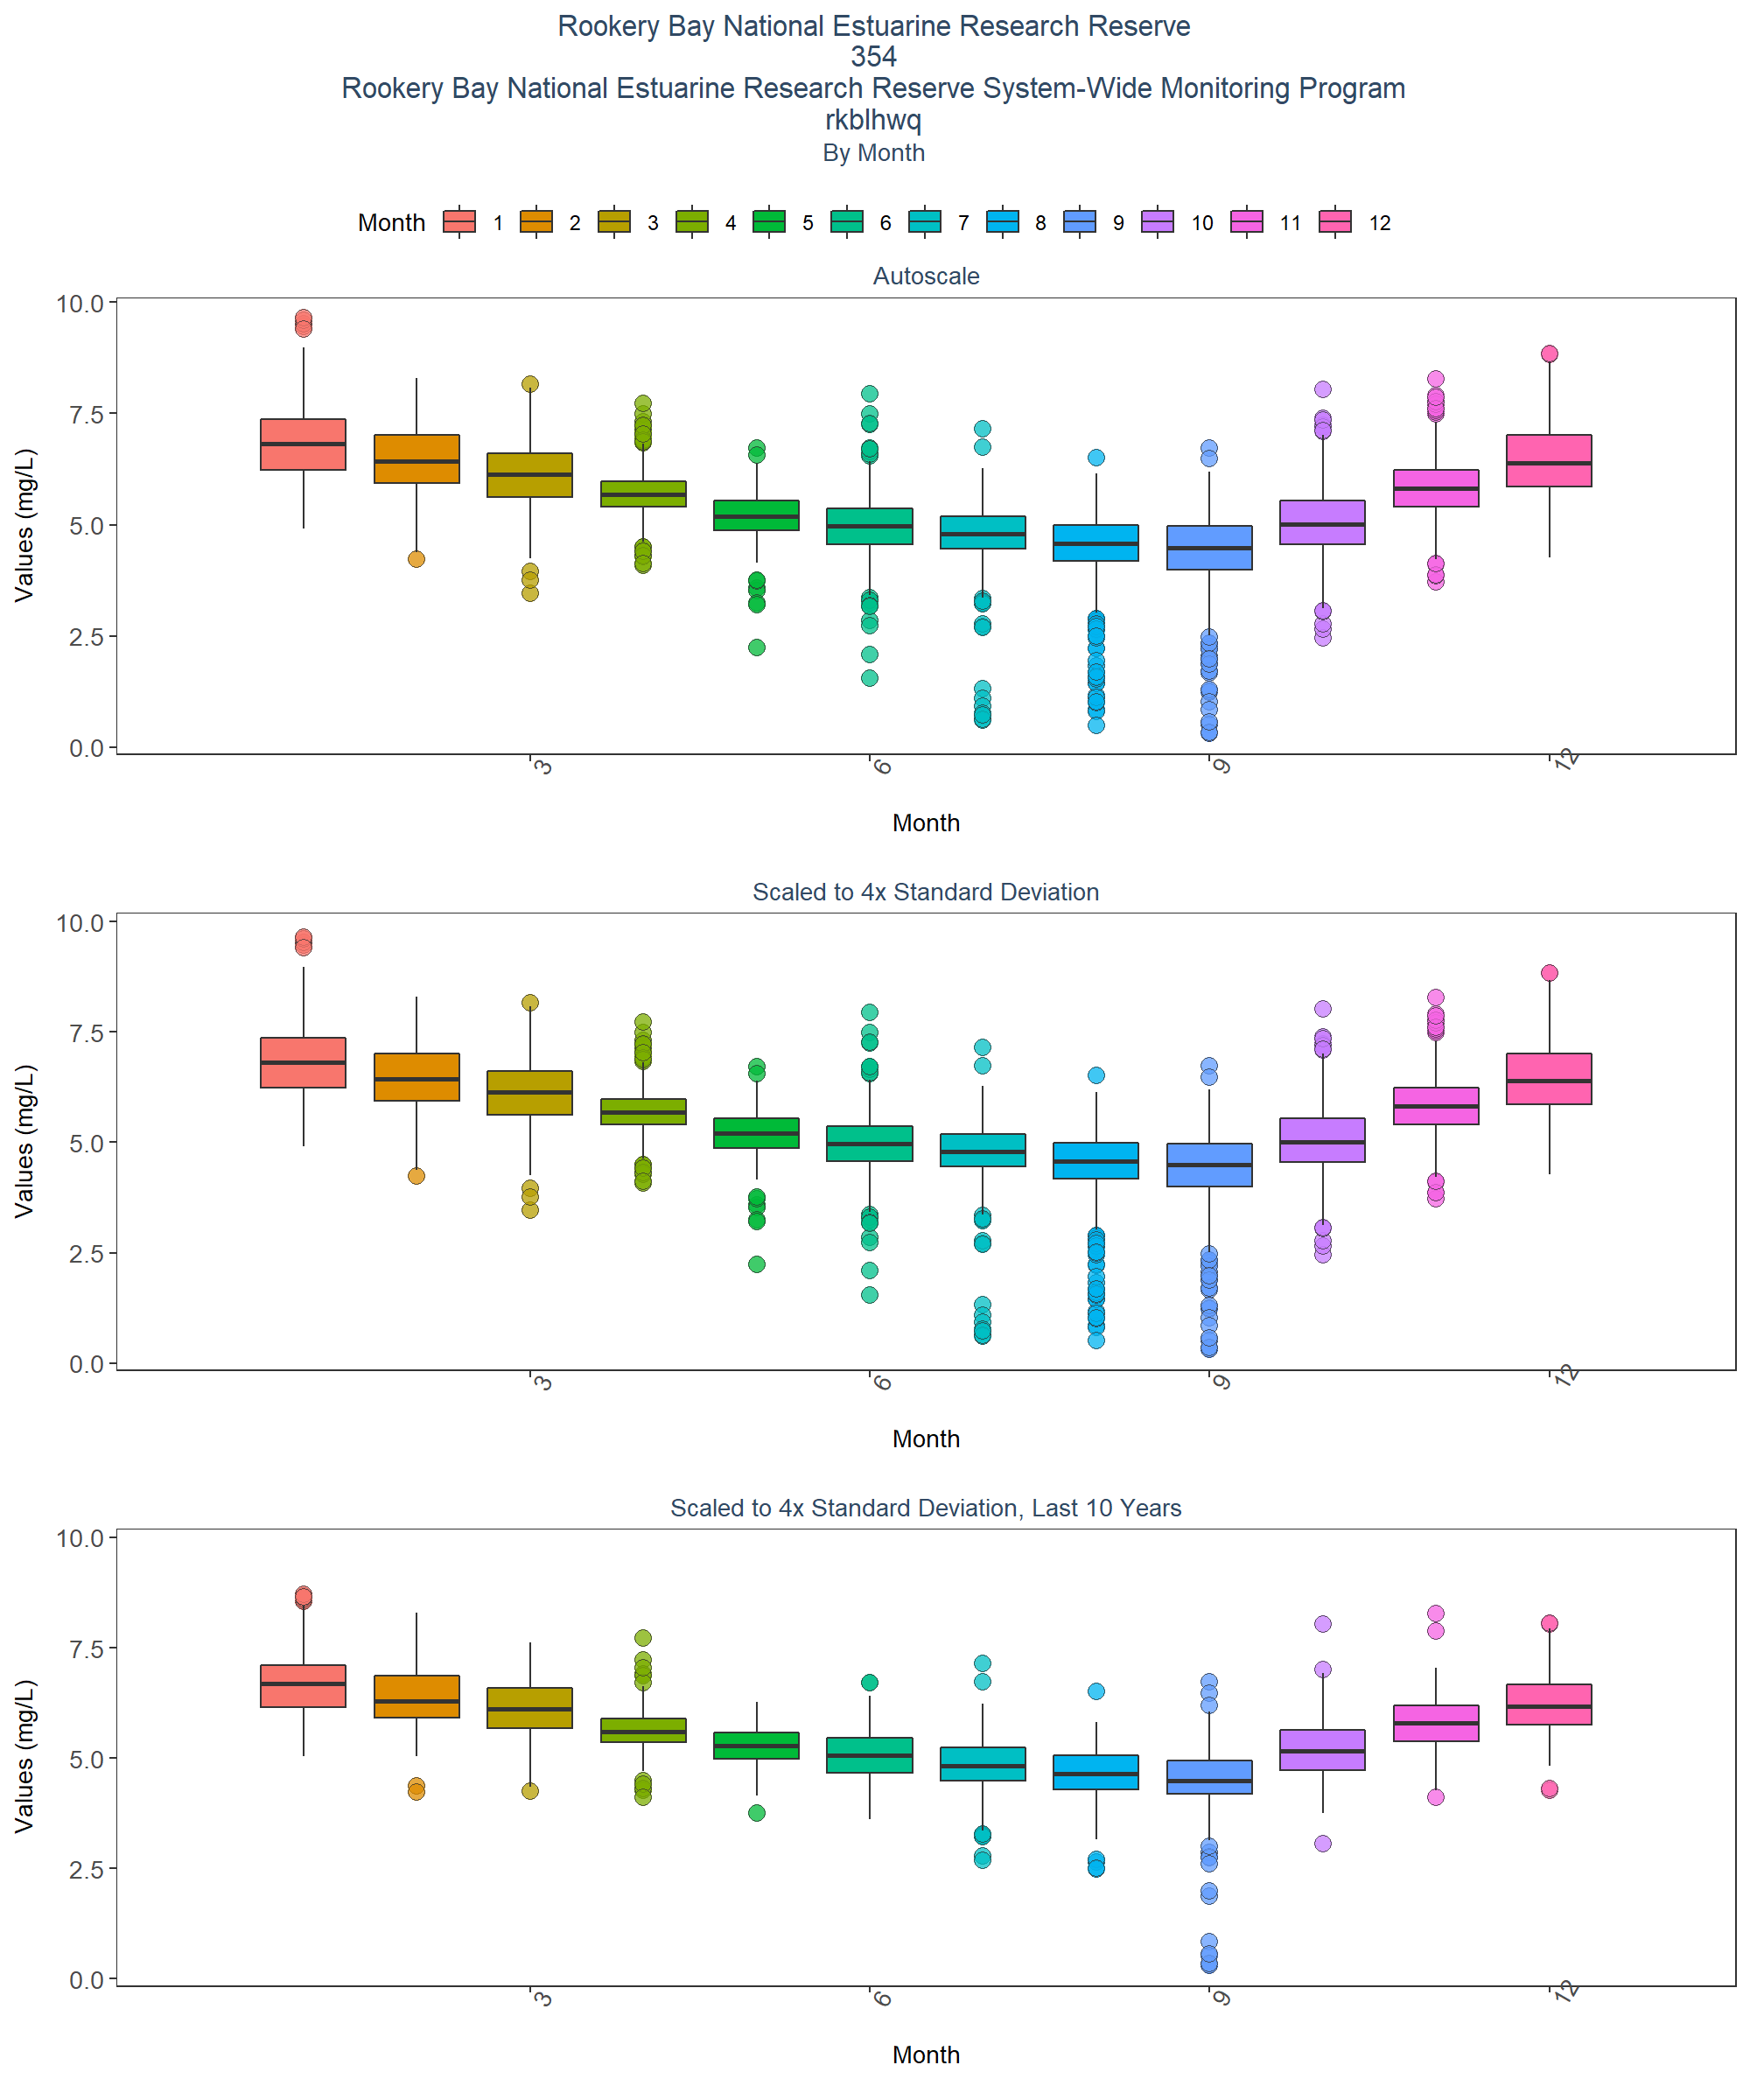 Rookery Bay National Estuarine Research Reserve
354
Rookery Bay National Estuarine Research Reserve System-Wide Monitoring Program
rkblhwq
By Month
Month 1 2 3 4 5 6 7 8 9 10 11 12
Autoscale
Values (mg/L)
10.0
7.5
5.0
2.5
0.0
3 6 9 12
Month
Scaled to 4x Standard Deviation
Values (mg/L)
10.0
7.5
5.0
2.5
0.0
3 6 9 12
Month
Scaled to 4x Standard Deviation, Last 10 Years
Values (mg/L)
10.0
7.5
5.0
2.5
0.0
3 6 9 12
Month